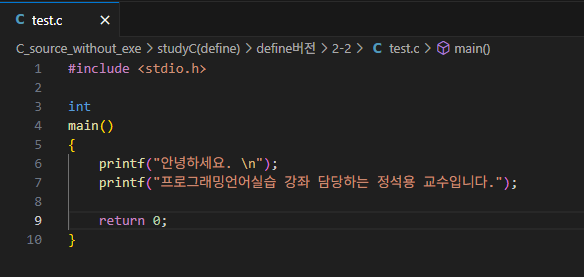 C test.c ×
C_source_without_exe > studyC(define) > define버전 > 2-2 > C test.c > main()
1 #include <stdio.h>
2
3 int
4 main()
5 {
6 printf("안녕하세요. \n");
7 printf("프로그래밍언어실습 강좌 담당하는 정석용 교수입니다.");
8
9 return 0;
10 }